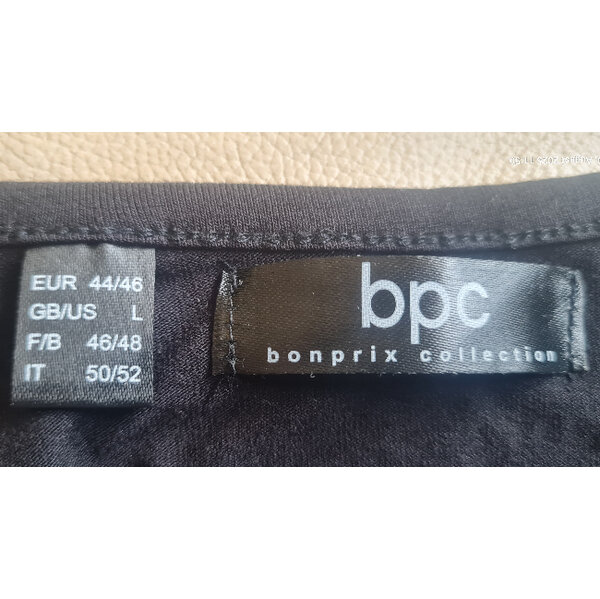 EUR 44/46
GB/US L
F/B 46/48
IT 50/52
bpc
bonprix collection